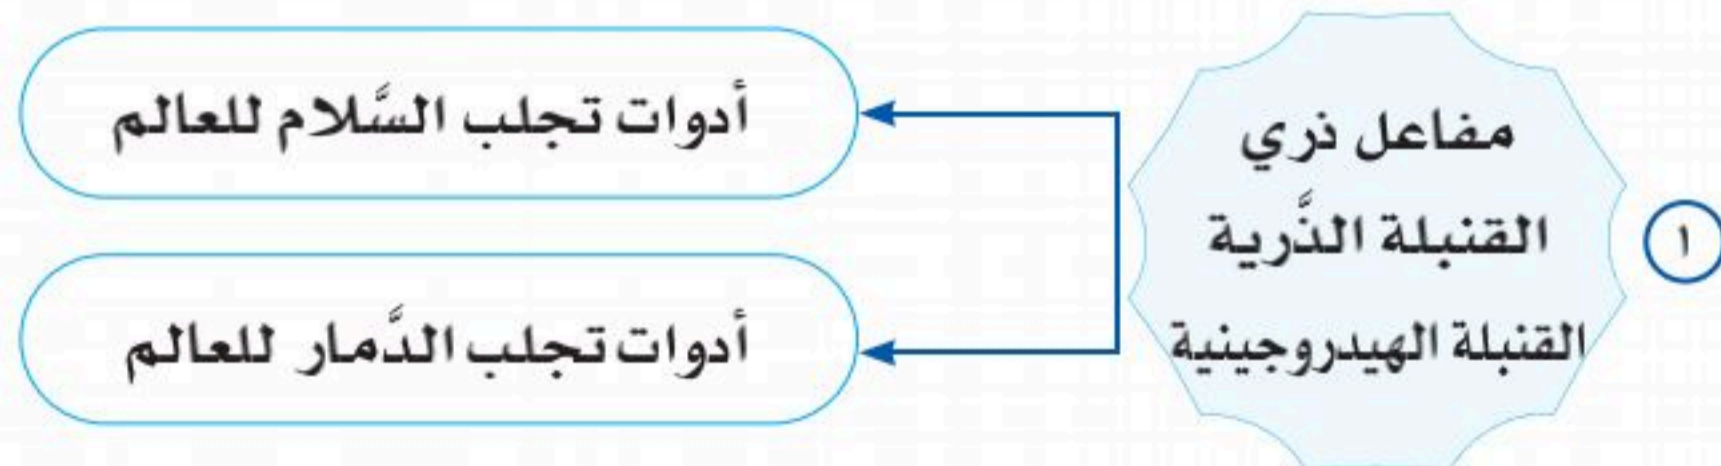 ١
مفاعل ذري
القنبلة الذَّرية
القنبلة الهيدروجينية
أدوات تجلب السَّلام للعالم
أدوات تجلب الدَّمار للعالم